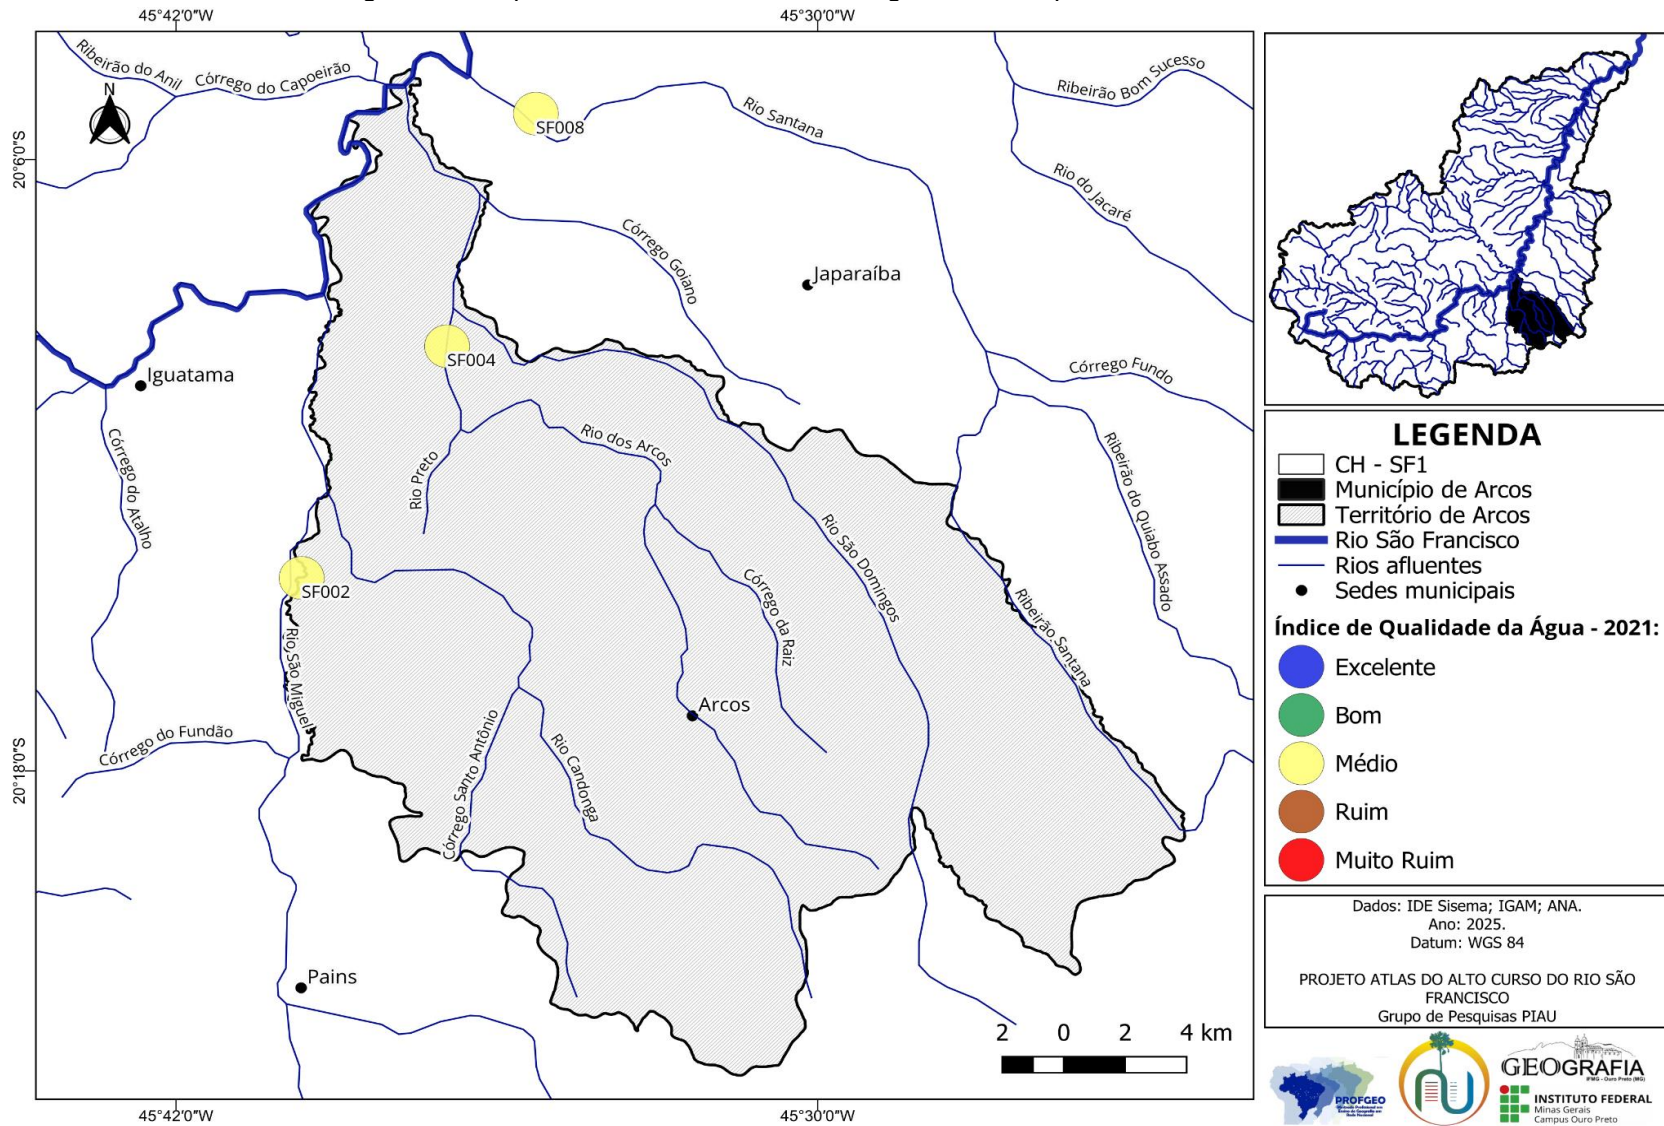 45°42'0"W
45°30'0"W
Ribeirão do Anil
Córrego do Capoeirão
N
SF008
Rio Santana
Ribeirão Bom Sucesso
20°6'0"S
Rio do Jacaré
Córrego Goiano
Japaraíba
SF004
Iguatama
Córrego Fundo
Rio dos Arcos
Córrego do Atalho
Rio Preto
Ribeirão do Quiabo Assado
Rio São Domingos
SF002
Córrego da Raiz
Ribeirão Santana
Rio São Miguel
Arcos
Córrego do Fundão
Córrego Santo Antônio
Rio Candonga
20°18'0"S
Pains
2 0 2 4 km
45°42'0"W
45°30'0"W
LEGENDA
CH - SF1
Município de Arcos
Território de Arcos
Rio São Francisco
Rios afluentes
Sedes municipais
Índice de Qualidade da Água - 2021:
Excelente
Bom
Médio
Ruim
Muito Ruim
Dados: IDE Sisema; IGAM; ANA.
Ano: 2025.
Datum: WGS 84
PROJETO ATLAS DO ALTO CURSO DO RIO SÃO
FRANCISCO
Grupo de Pesquisas PIAU
PROFGEO
GEOGRAFIA
IFMG - Ouro Preto (MG)
INSTITUTO FEDERAL
Minas Gerais
Campus Ouro Preto